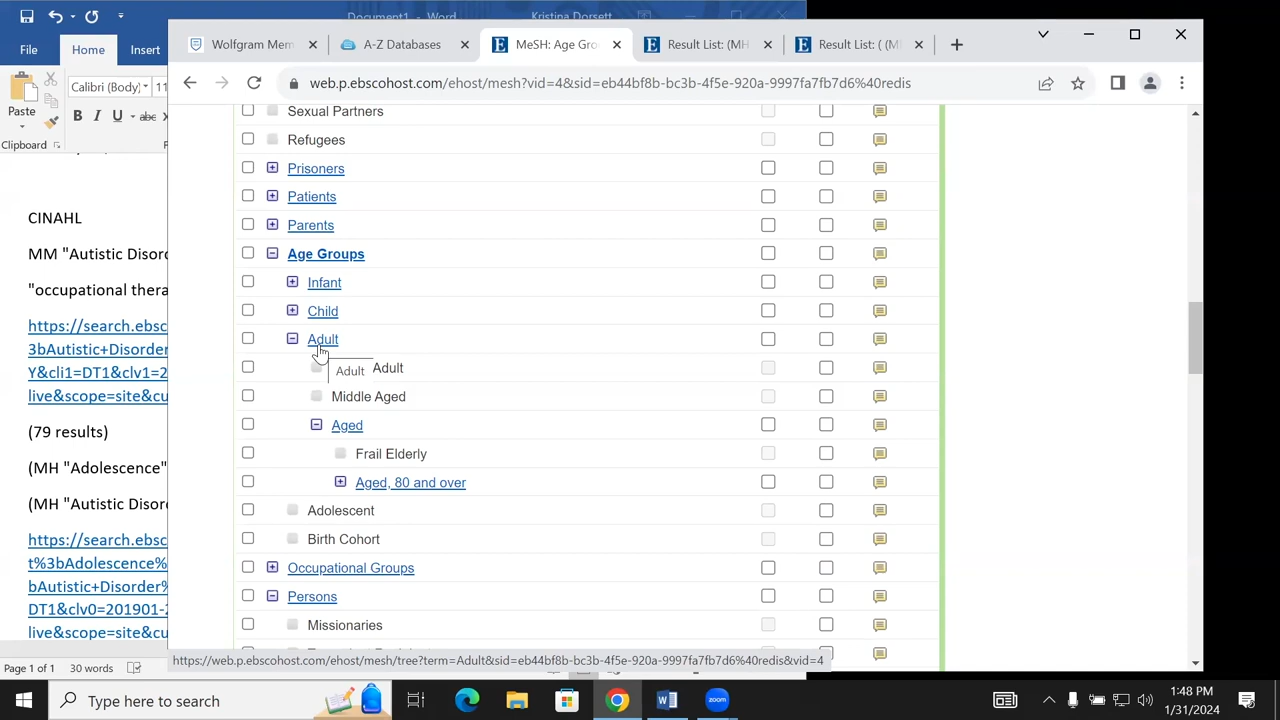 Document1 - Word
Kristina Dorsett
File
Home
Insert
Calibri (Body)
11
Paste
B I U abc
Clipboard
CINAHL
MM "Autistic Disor
"occupational thera
https://search.ebsc
3bAutistic+Disorder
Y&cli1=DT1&clv1=2
live&scope=site&cu
(79 results)
(MH "Adolescence"
(MH "Autistic Disor
https://search.ebsc
t%3bAdolescence%
bAutistic+Disorder%
DT1&clv0=201901-2
live&scope=site&cu
Page 1 of 1
30 words
Wolfgram Mem
A-Z Databases
MeSH: Age Gro
Result List: (MH
Result List: ( (M
web.p.ebscohost.com/ehost/mesh?vid=4&sid=eb44bf8b-bc3b-4f5e-920a-9997fa7fb7d6%40redis
Sexual Partners
Refugees
Prisoners
Patients
Parents
Age Groups
Infant
Child
Adult
Adult
Adult
Middle Aged
Aged
Frail Elderly
Aged, 80 and over
Adolescent
Birth Cohort
Occupational Groups
Persons
Missionaries
https://web.p.ebscohost.com/ehost/mesh/tree?term=Adult&sid=eb44bf8b-bc3b-4f5e-920a-9997fa7fb7d6%40redis&vid=4
Type here to search
zoom
1:48 PM
1/31/2024